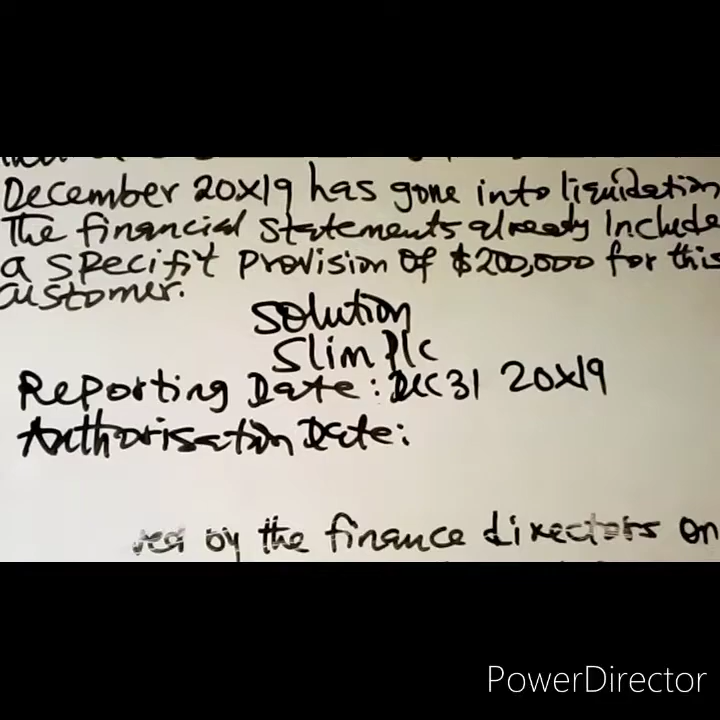 December 20X19 has gone into liquidation
The financial statements already Include
a specifit provision of $200,000 for this
customer.
Solution
Slim Plc
Reporting Date: Dec 31 20X19
Authorisation Date:
by the finance directors on
PowerDirector